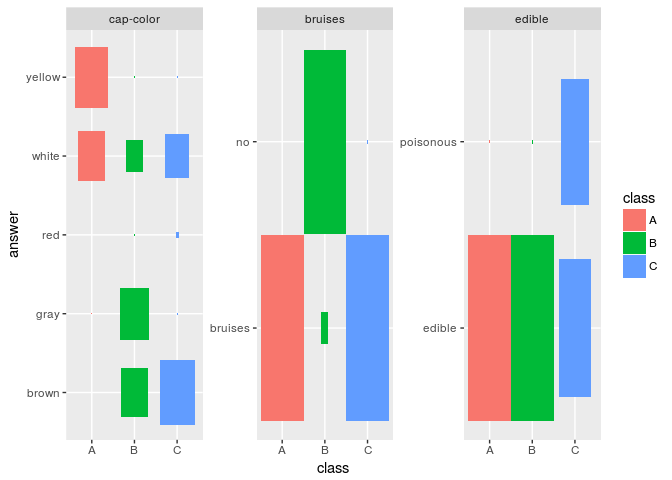 cap-color
bruises
edible
answer
yellow
white
red
gray
brown
no
bruises
poisonous
edible
A B C
A B C
A B C
class
class
A
B
C